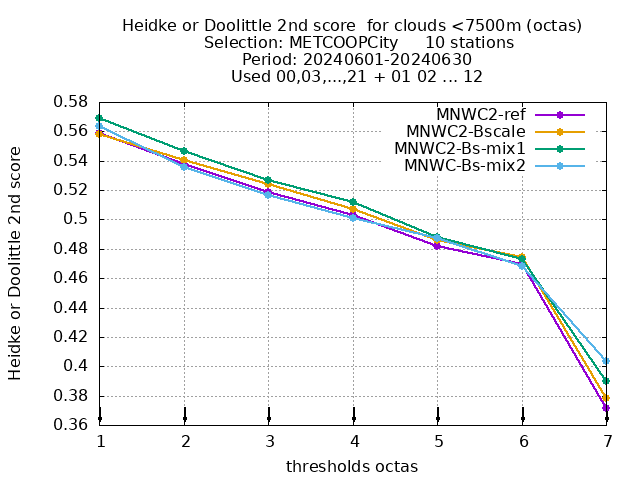 Heidke or Doolittle 2nd score  for clouds <7500m (octas)
Selection: METCOOPCity     10 stations
Period: 20240601-20240630
Used 00,03,...,21 + 01 02 ... 12
MNWC2-ref
MNWC2-Bscale
MNWC2-Bs-mix1
MNWC-Bs-mix2
Heidke or Doolittle 2nd score
0.58
0.56
0.54
0.52
0.5
0.48
0.46
0.44
0.42
0.4
0.38
0.36
1 2 3 4 5 6 7
thresholds octas